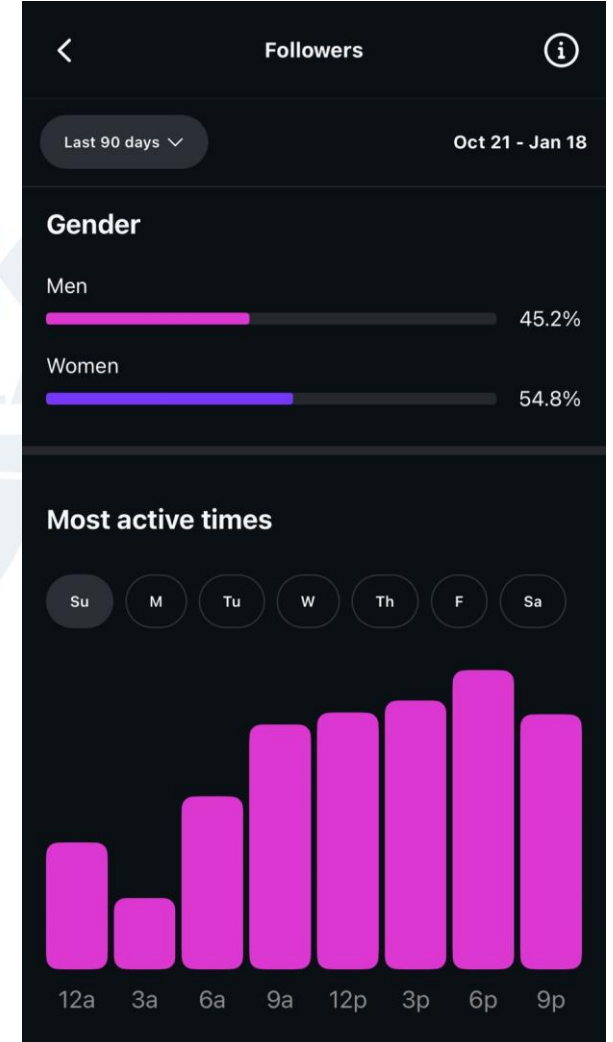 Followers
Last 90 days
Oct 21 - Jan 18
Gender
Men
45.2%
Women
54.8%
Most active times
Su M Tu W Th F Sa
12a 3a 6a 9a 12p 3p 6p 9p